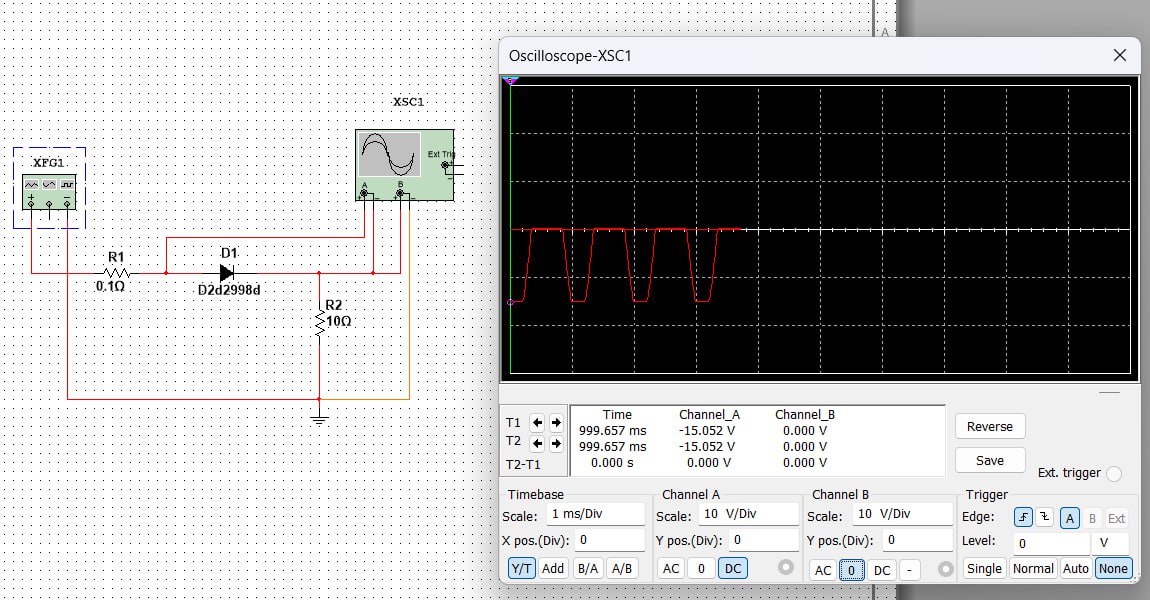 Oscilloscope-XSC1
A
XSC1
Ext Trig
A
B
XFG1
R1
0.1Ω
D1
D2d2998d
R2
10Ω
Time Channel_A Channel_B
T1 999.657 ms -15.052 V 0.000 V
T2 999.657 ms -15.052 V 0.000 V
T2-T1 0.000 s 0.000 V 0.000 V
Reverse
Save
Ext. trigger
Timebase
Scale: 1 ms/Div
X pos.(Div): 0
Y/T Add B/A A/B
Channel A
Scale: 10 V/Div
Y pos.(Div): 0
AC 0 DC
Channel B
Scale: 10 V/Div
Y pos.(Div): 0
AC 0 DC -
Trigger
Edge: A B Ext
Level: 0 V
Single Normal Auto None